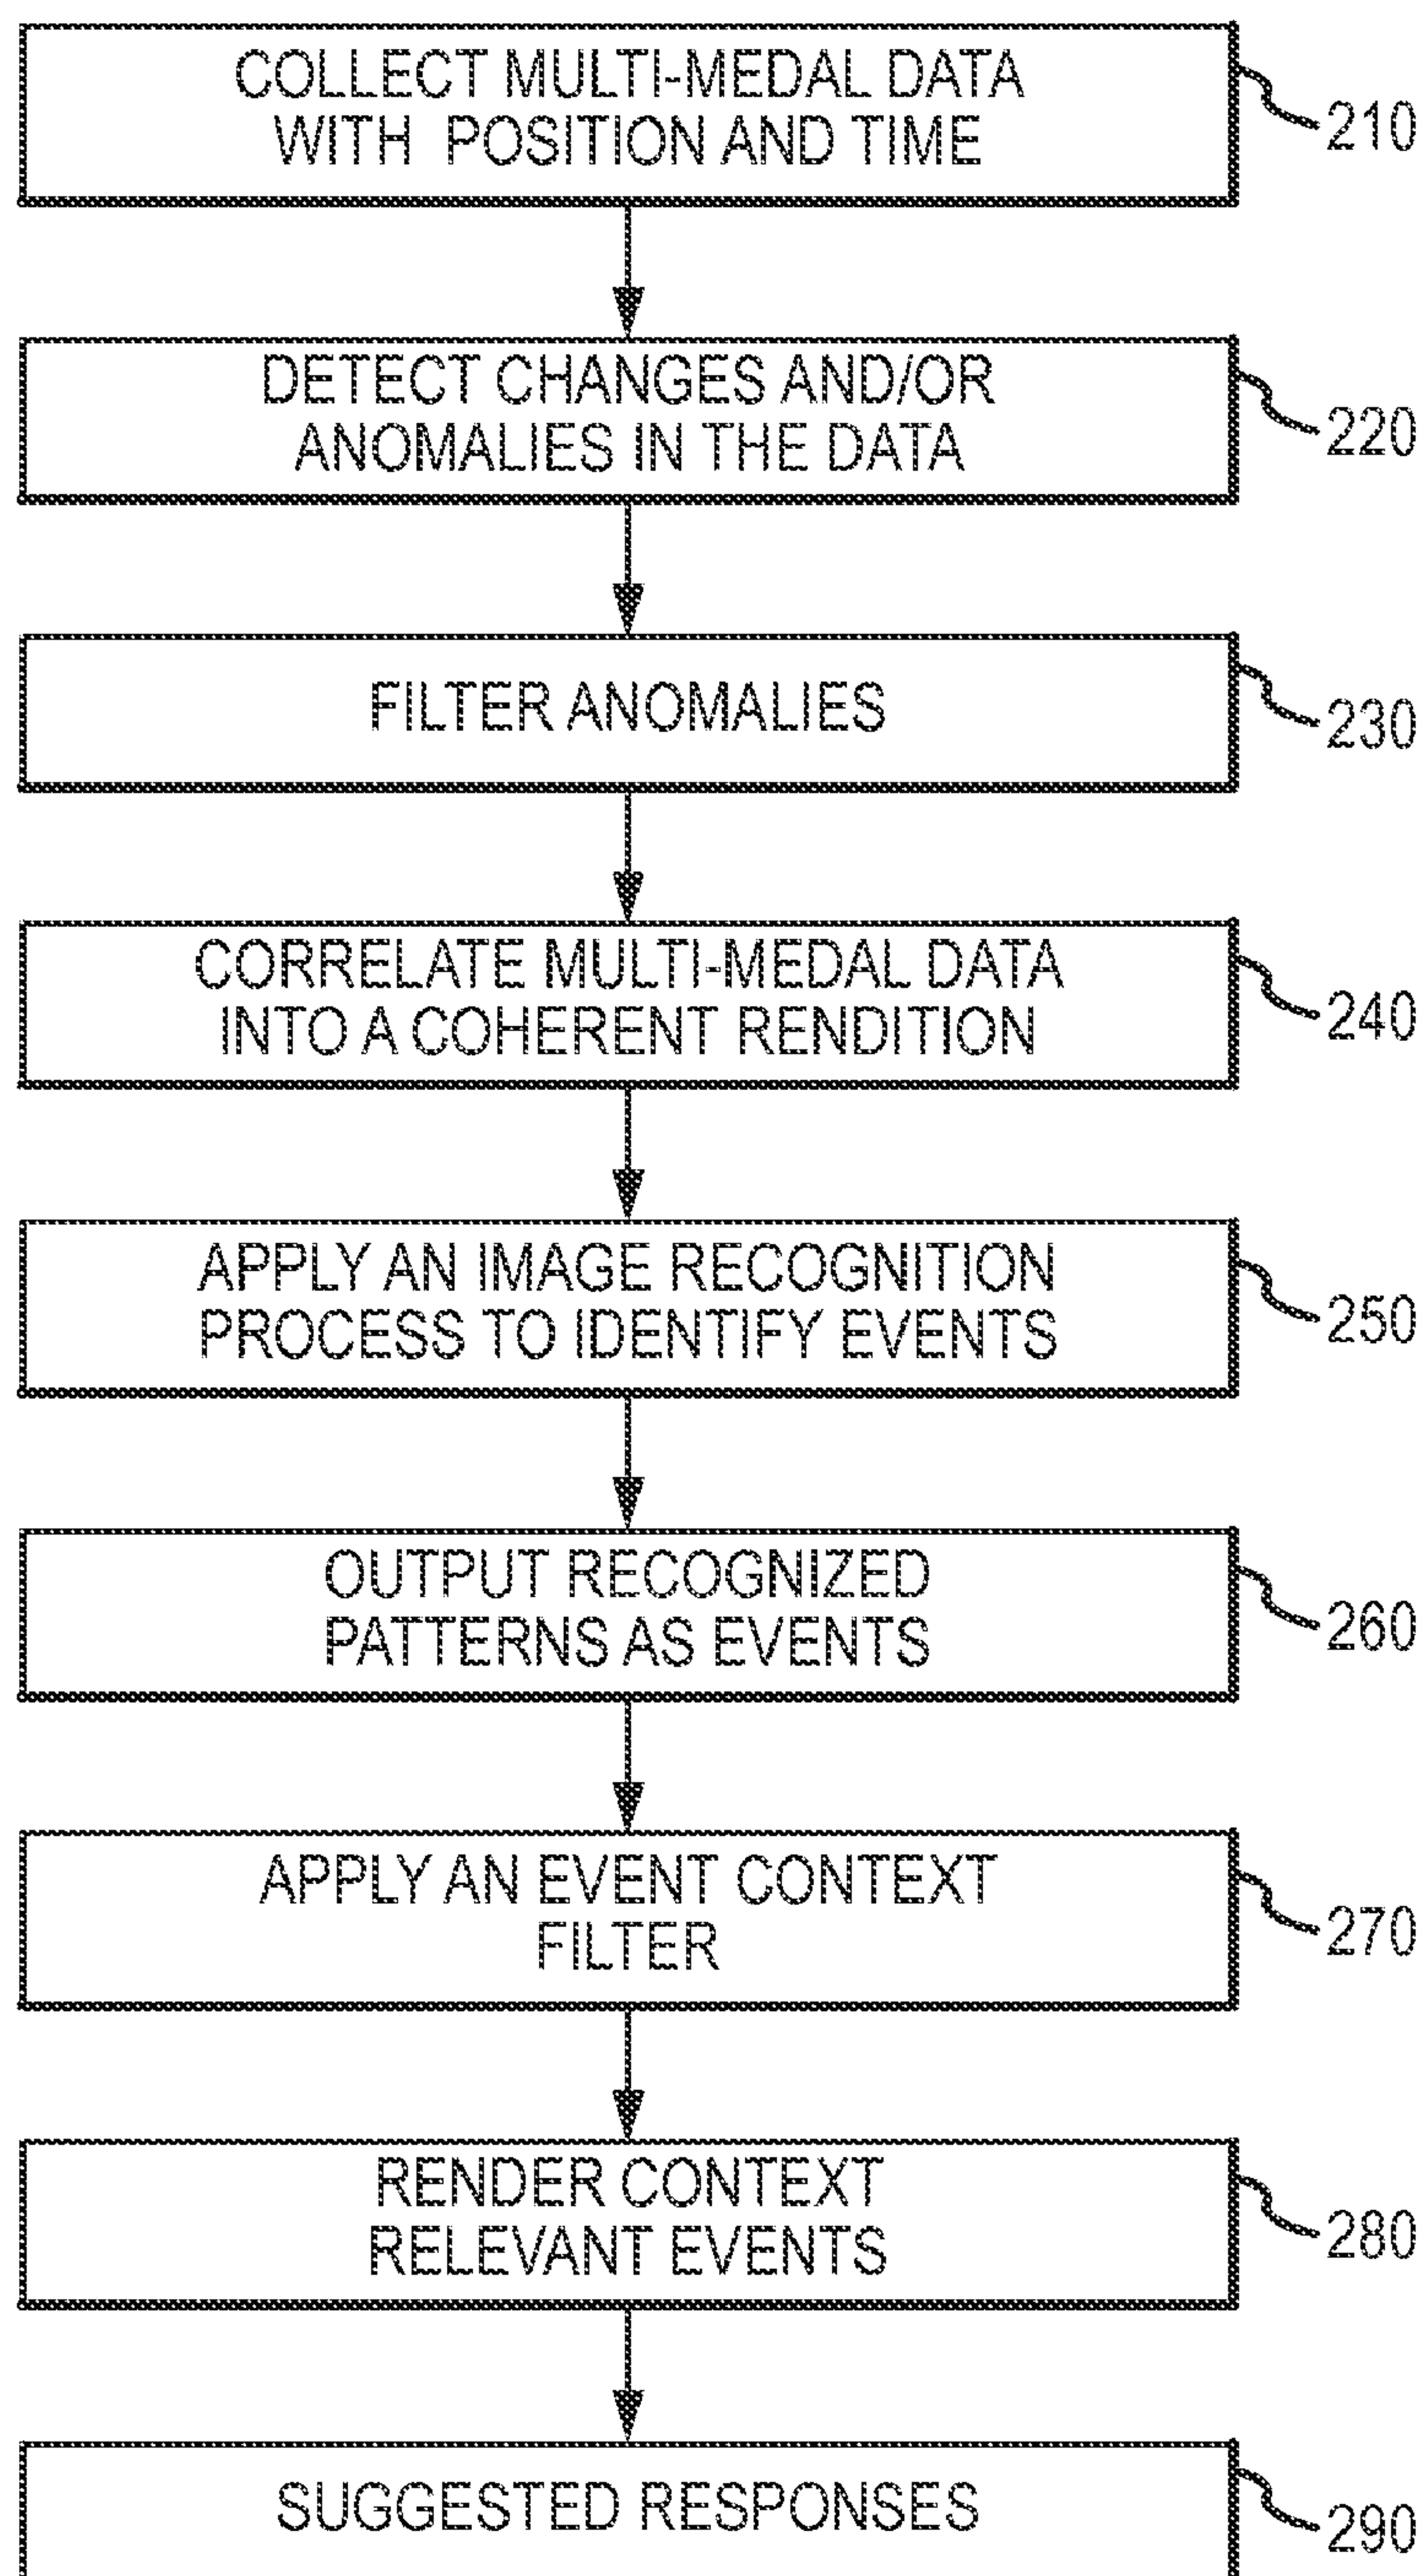 COLLECT MULTI-MEDAL DATA
WITH POSITION AND TIME
210
DETECT CHANGES AND/OR
ANOMALIES IN THE DATA
220
FILTER ANOMALIES
230
CORRELATE MULTI-MEDAL DATA
INTO A COHERENT RENDITION
240
APPLY AN IMAGE RECOGNITION
PROCESS TO IDENTIFY EVENTS
250
OUTPUT RECOGNIZED
PATTERNS AS EVENTS
260
APPLY AN EVENT CONTEXT
FILTER
270
RENDER CONTEXT
RELEVANT EVENTS
280
SUGGESTED RESPONSES
290